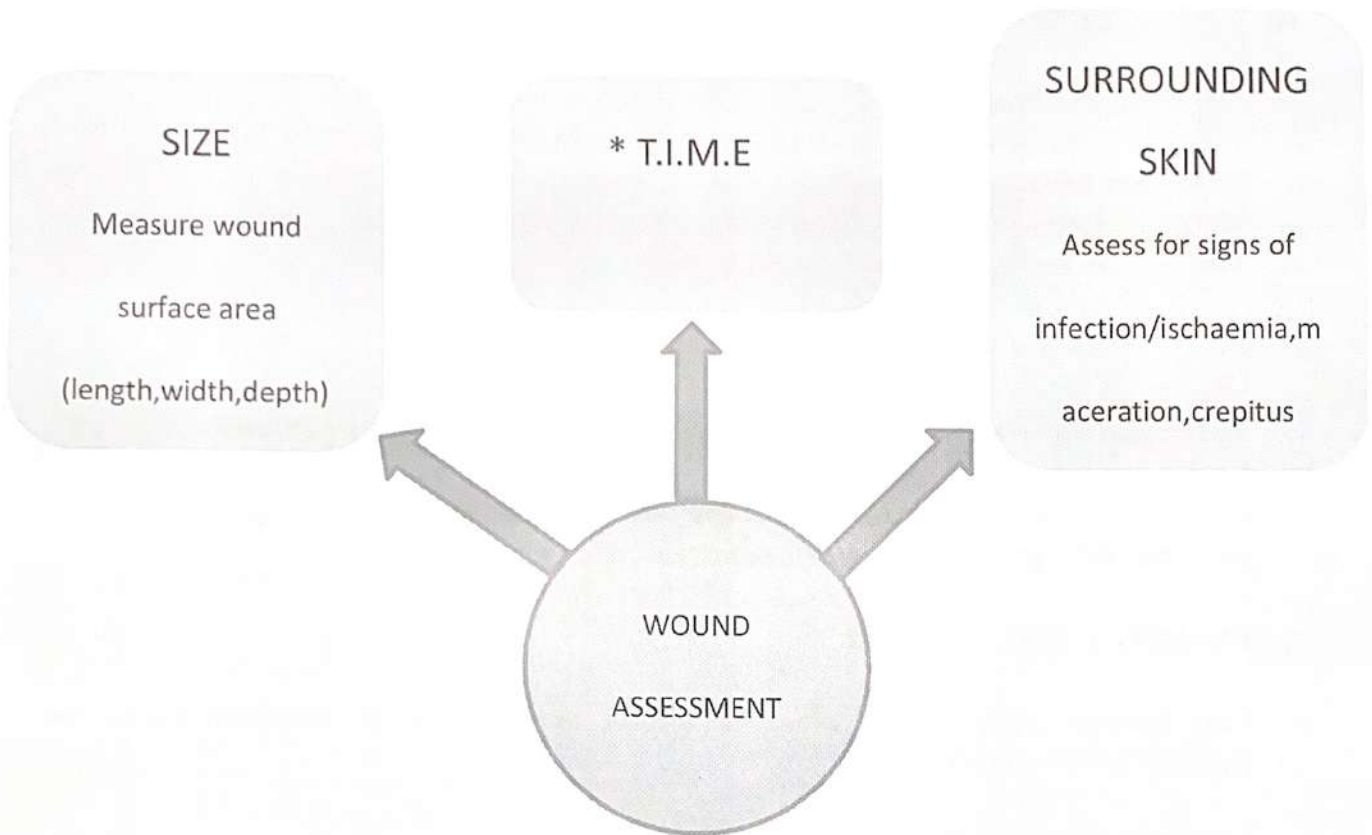 SIZE
Measure wound
surface area
(length,width,depth)
* T.I.M.E
SURROUNDING
SKIN
Assess for signs of
infection/ischaemia,m
aceration,crepitus
WOUND
ASSESSMENT